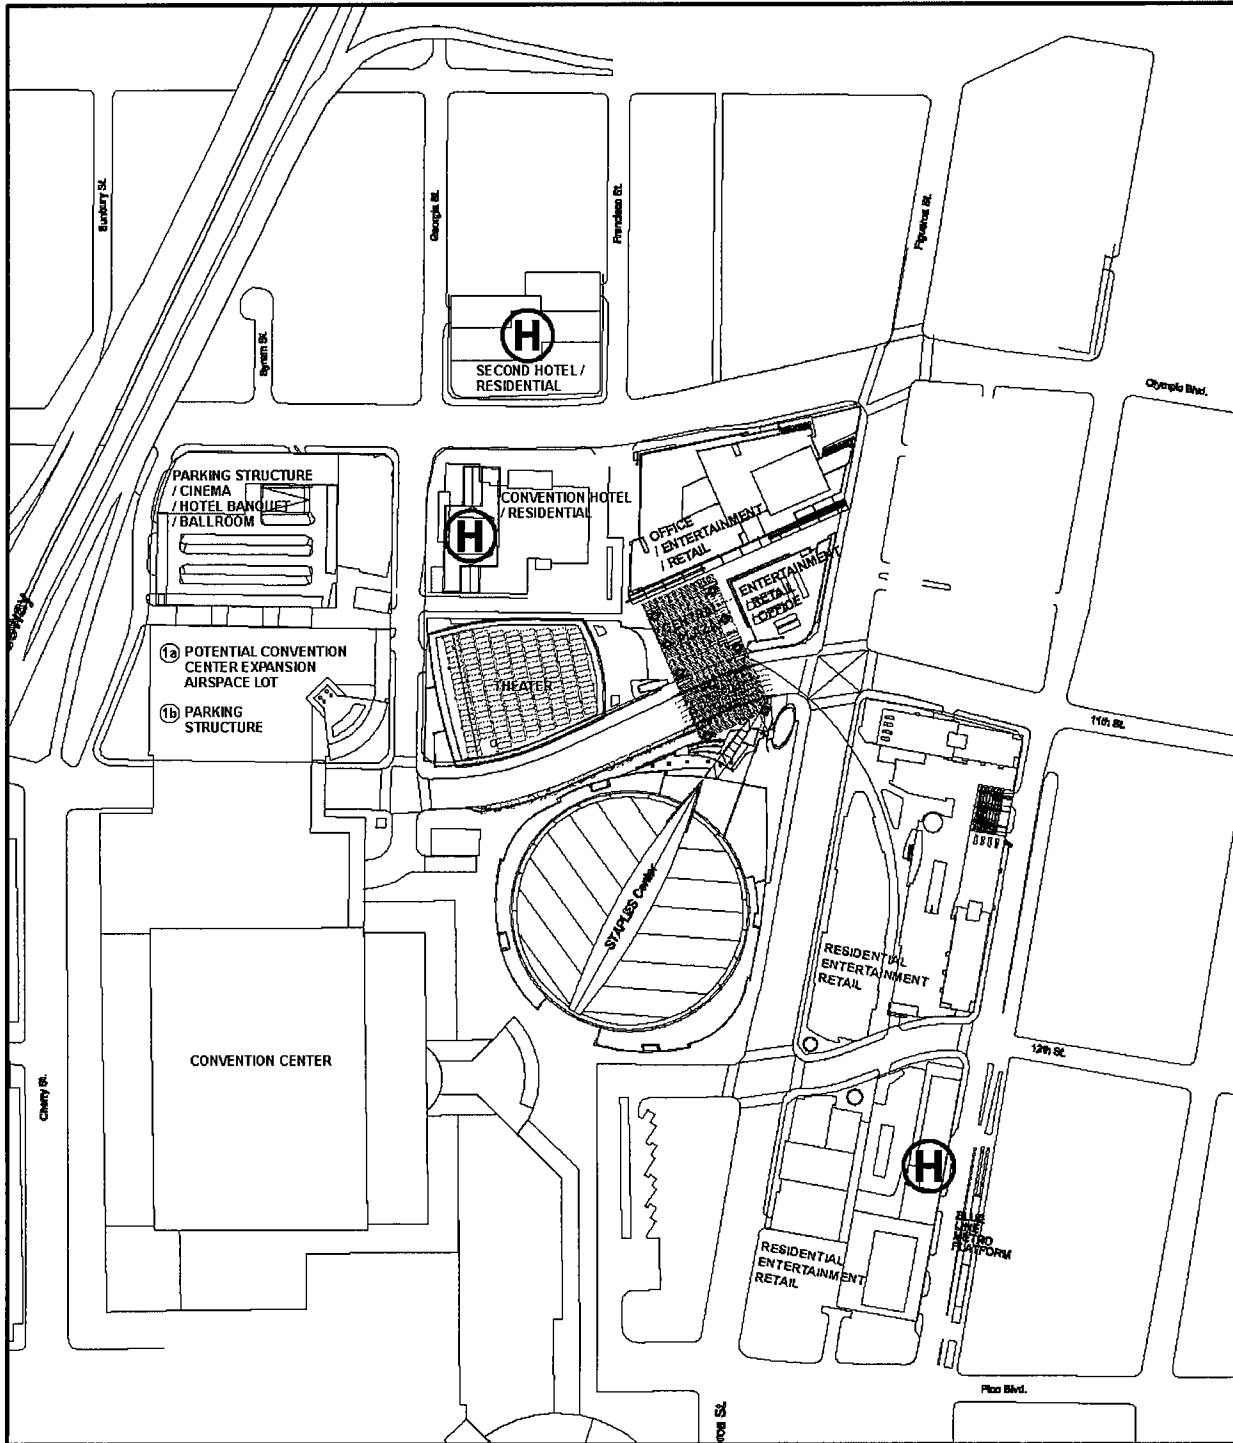 Bunbury St.
Georgia St.
Francisco St.
Figueroa St.
Byram St.
H
SECOND HOTEL /
RESIDENTIAL
Olympic Blvd.
PARKING STRUCTURE
/ CINEMA
/ HOTEL BANQUET
/ BALLROOM
CONVENTION HOTEL
/ RESIDENTIAL
H
OFFICE
/ ENTERTAINMENT
/ RETAIL
ENTERTAINMENT
RETAIL
OFFICE
CENTRAL
PLAZA
1a POTENTIAL CONVENTION
CENTER EXPANSION
AIRSPACE LOT
1b PARKING
STRUCTURE
THEATER
11th St.
STAPLES Center
RESIDENTIAL
ENTERTAINMENT
RETAIL
12th St.
CONVENTION CENTER
Cherry St.
H
BLUE
LINE
METRO
PLATFORM
RESIDENTIAL
ENTERTAINMENT
RETAIL
Pico Blvd.